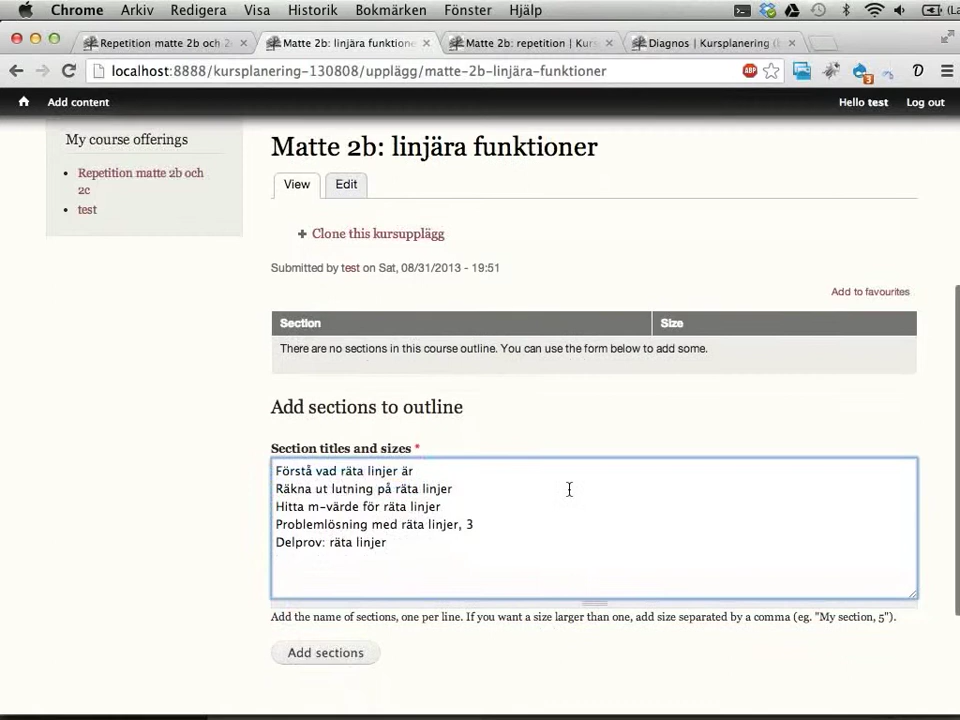 Chrome Arkiv Redigera Visa Historik Bokmärken Fönster Hjälp
Repetition matte 2b och 2 Matte 2b: linjära funktione Matte 2b: repetition | Kurs Diagnos | Kursplanering (
localhost:8888/kursplanering-130808/upplägg/matte-2b-linjära-funktioner ABP 3 D
Add content Hello test Log out
My course offerings
Repetition matte 2b och
2c
test
Matte 2b: linjära funktioner
View Edit
Clone this kursupplägg
Submitted by test on Sat, 08/31/2013 - 19:51
Add to favourites
Section Size
There are no sections in this course outline. You can use the form below to add some.
Add sections to outline
Section titles and sizes *
Förstå vad räta linjer är
Räkna ut lutning på räta linjer
Hitta m-värde för räta linjer
Problemlösning med räta linjer, 3
Delprov: räta linjer
Add the name of sections, one per line. If you want a size larger than one, add size separated by a comma (eg. "My section, 5").
Add sections